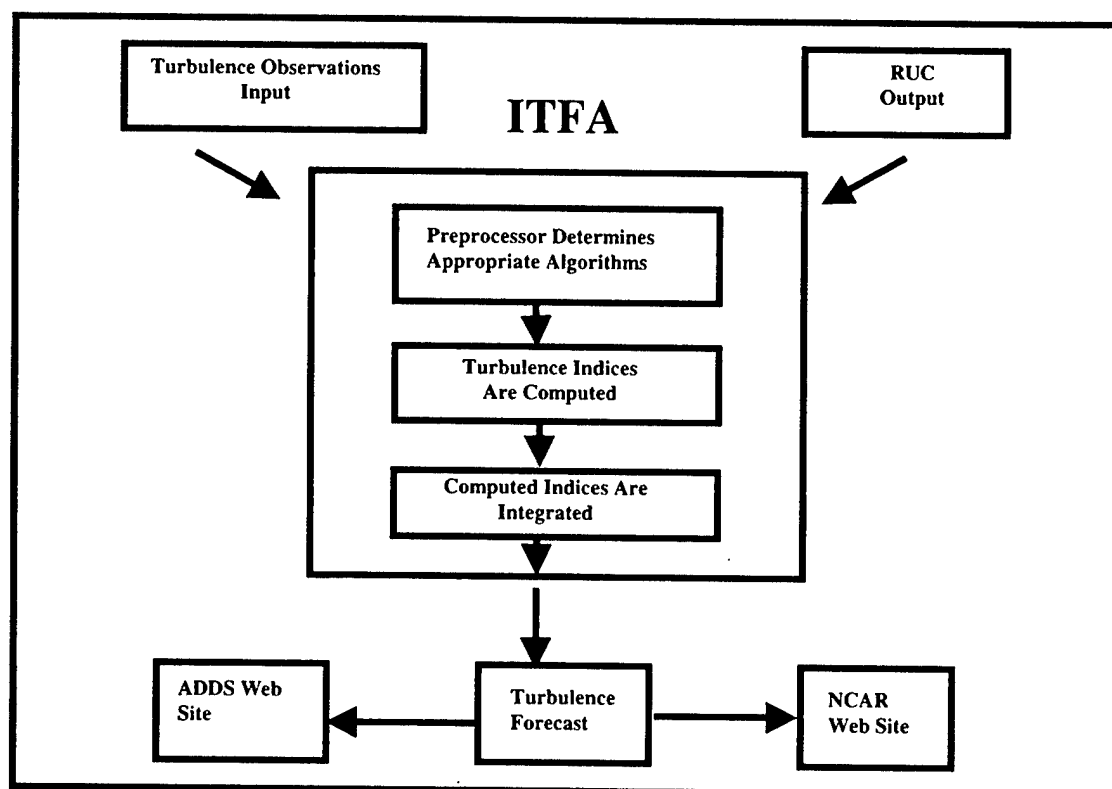 Turbulence Observations
Input
RUC
Output
ITFA
Preprocessor Determines
Appropriate Algorithms
Turbulence Indices
Are Computed
Computed Indices Are
Integrated
ADDS Web
Site
Turbulence
Forecast
NCAR
Web Site